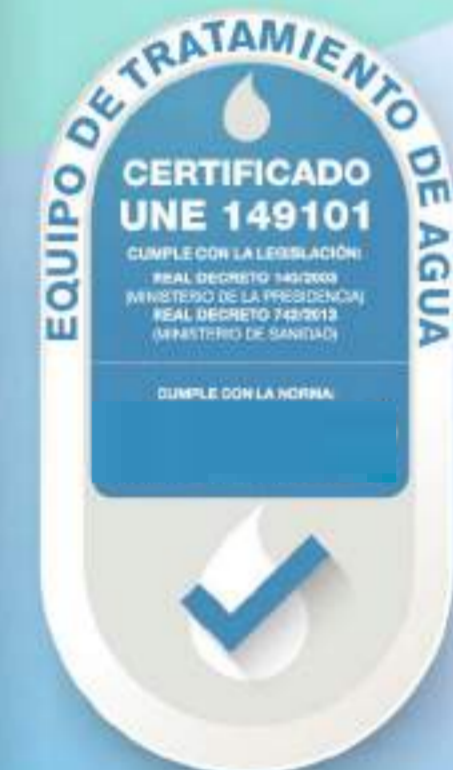 EQUIPO DE TRATAMIENTO DE AGUA
CERTIFICADO
UNE 149101
CUMPLE CON LA LEGISLACIÓN:
REAL DECRETO 140/2003
(MINISTERIO DE LA PRESIDENCIA)
REAL DECRETO 742/2013
(MINISTERIO DE SANIDAD)
CUMPLE CON LA NORMA: